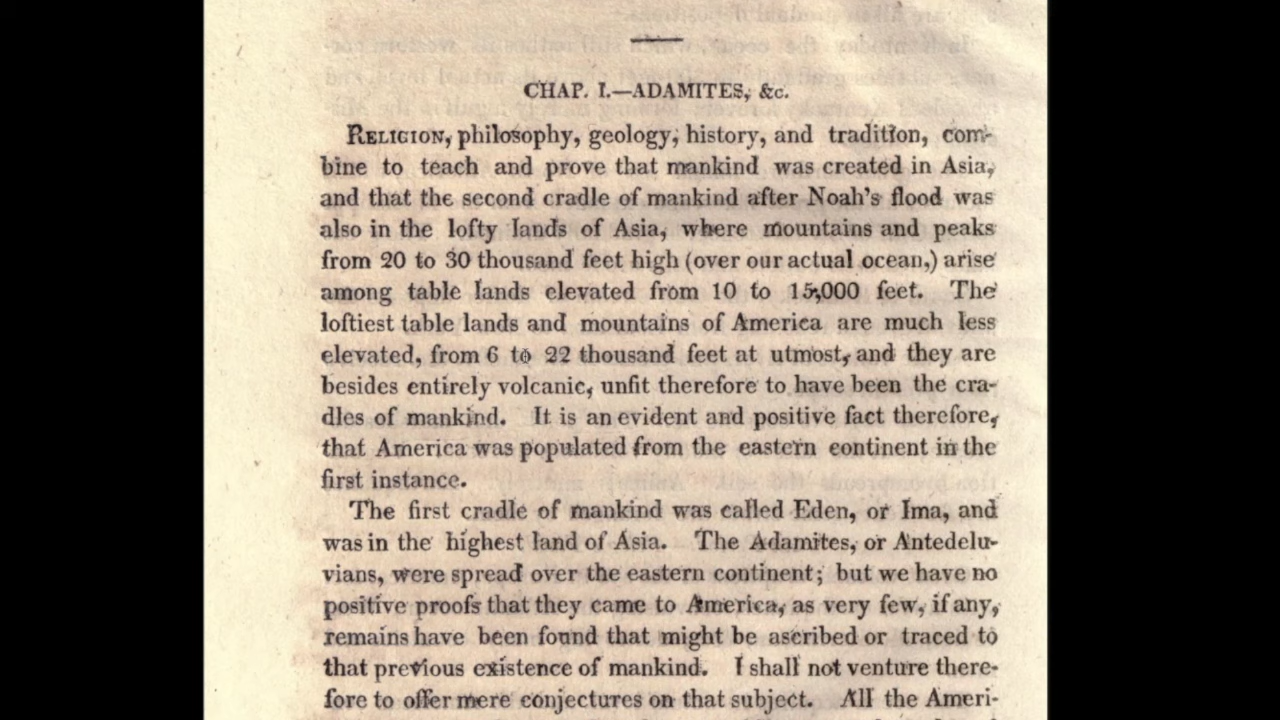 CHAP. I.—ADAMITES, &c.
RELIGION, philosophy, geology, history, and tradition, com-
bine to teach and prove that mankind was created in Asia,
and that the second cradle of mankind after Noah's flood was
also in the lofty lands of Asia, where mountains and peaks
from 20 to 30 thousand feet high (over our actual ocean,) arise
among table lands elevated from 10 to 15,000 feet. The
loftiest table lands and mountains of America are much less
elevated, from 6 to 22 thousand feet at utmost, and they are
besides entirely volcanic, unfit therefore to have been the cra-
dles of mankind. It is an evident and positive fact therefore,
that America was populated from the eastern continent in the
first instance.
The first cradle of mankind was called Eden, or Ima, and
was in the highest land of Asia. The Adamites, or Antedelu-
vians, were spread over the eastern continent; but we have no
positive proofs that they came to America, as very few, if any,
remains have been found that might be ascribed or traced to
that previous existence of mankind. I shall not venture there-
fore to offer mere conjectures on that subject. All the Ameri-